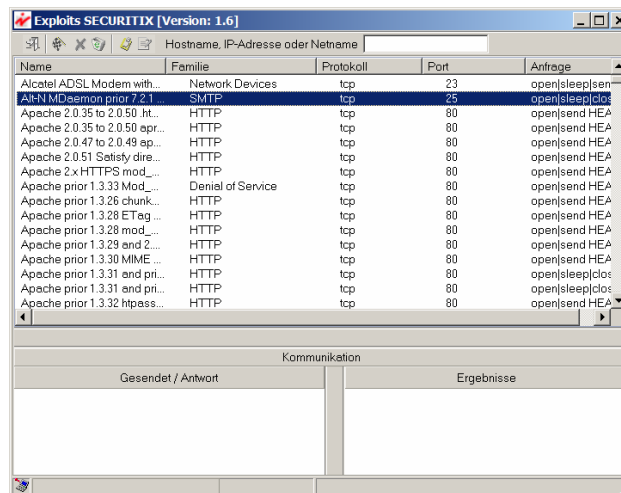 Exploits SECURITIX [Version: 1.6]
Hostname, IP-Adresse oder Netname
Name Familie Protokoll Port Anfrage
Alcatel ADSL Modem with... Network Devices tcp 23 open|sleep|sen
Alt-N MDaemon prior 7.2.1 ... SMTP tcp 25 open|sleep|clos
Apache 2.0.35 to 2.0.50 .ht... HTTP tcp 80 open|send HEA
Apache 2.0.35 to 2.0.50 apr... HTTP tcp 80 open|send HEA
Apache 2.0.47 to 2.0.49 ap... HTTP tcp 80 open|send HEA
Apache 2.0.51 Satisfy dire... HTTP tcp 80 open|send HEA
Apache 2.x HTTPS mod_... HTTP tcp 80 open|send HEA
Apache prior 1.3.33 Mod_... Denial of Service tcp 80 open|send HEA
Apache prior 1.3.26 chunk... HTTP tcp 80 open|send HEA
Apache prior 1.3.28 ETag ... HTTP tcp 80 open|send HEA
Apache prior 1.3.28 mod_... HTTP tcp 80 open|send HEA
Apache prior 1.3.29 and 2.... HTTP tcp 80 open|send HEA
Apache prior 1.3.30 MIME ... HTTP tcp 80 open|send HEA
Apache prior 1.3.31 and pri... HTTP tcp 80 open|sleep|clos
Apache prior 1.3.31 and pri... HTTP tcp 80 open|sleep|clos
Apache prior 1.3.32 htpass... HTTP tcp 80 open|send HEA
Kommunikation
Gesendet / Antwort Ergebnisse